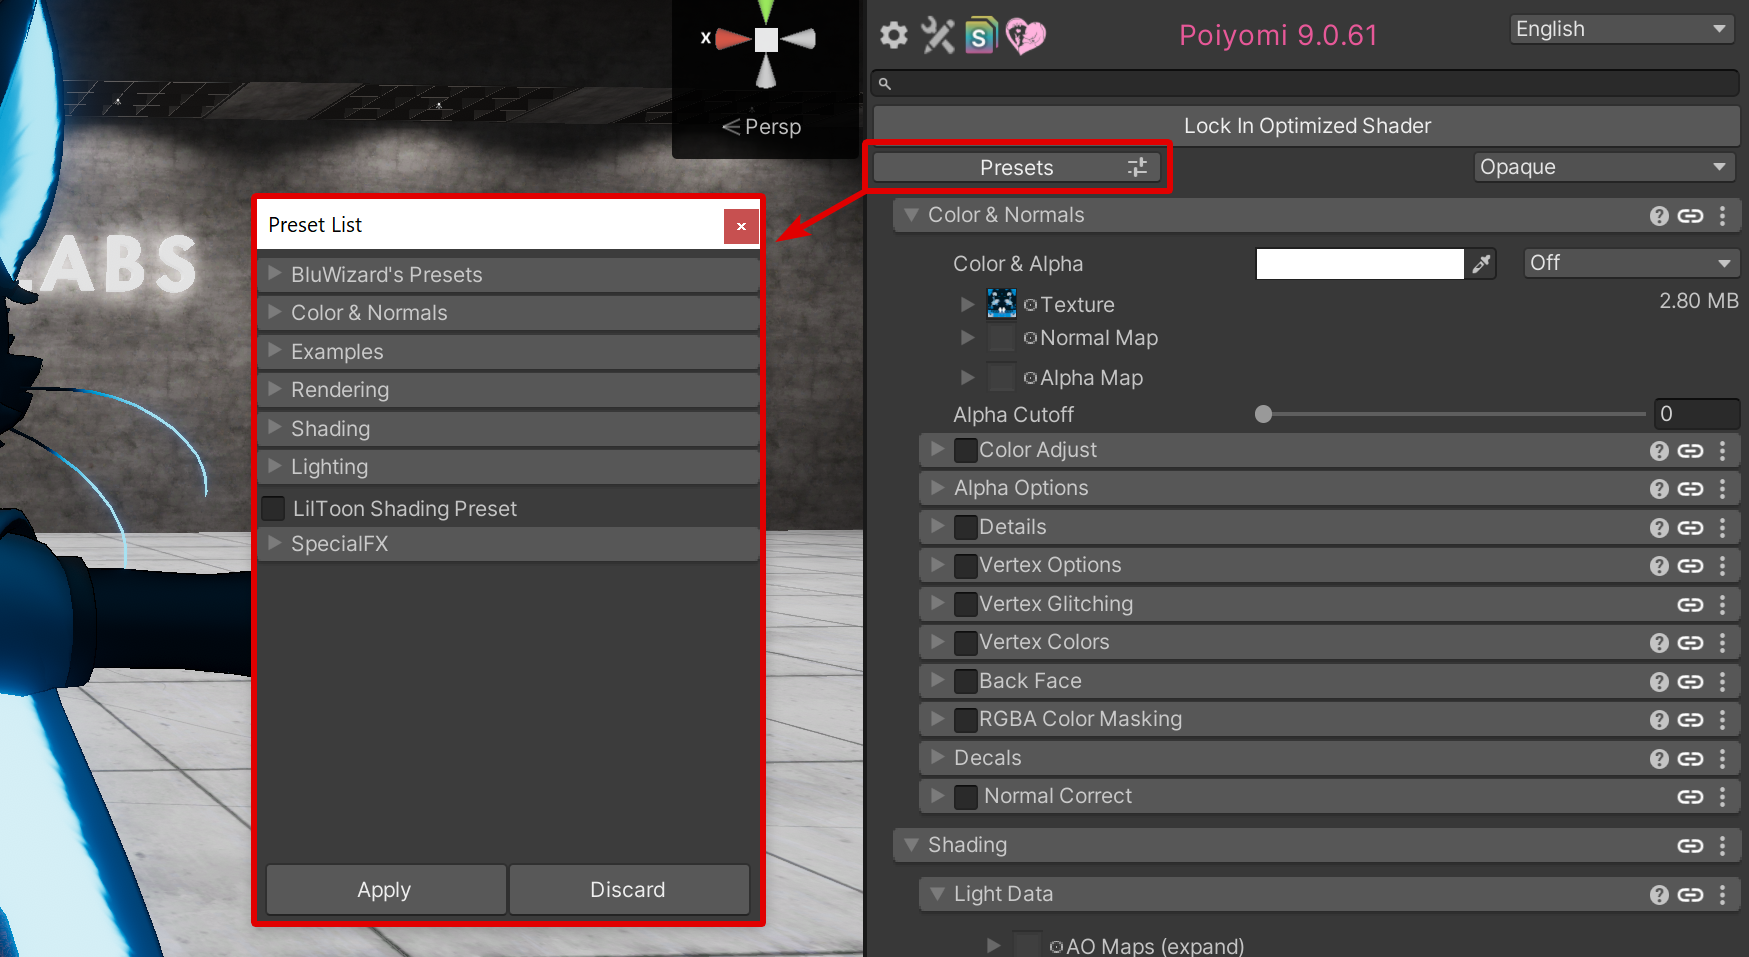 X
Persp
LABS
Preset List
BluWizard's Presets
Color & Normals
Examples
Rendering
Shading
Lighting
LilToon Shading Preset
SpecialFX
Apply
Discard
S
Poiyomi 9.0.61
English
Lock In Optimized Shader
Presets
Opaque
Color & Normals
Color & Alpha
Off
Texture
2.80 MB
Normal Map
Alpha Map
Alpha Cutoff
0
Color Adjust
Alpha Options
Details
Vertex Options
Vertex Glitching
Vertex Colors
Back Face
RGBA Color Masking
Decals
Normal Correct
Shading
Light Data
AO Maps (expand)